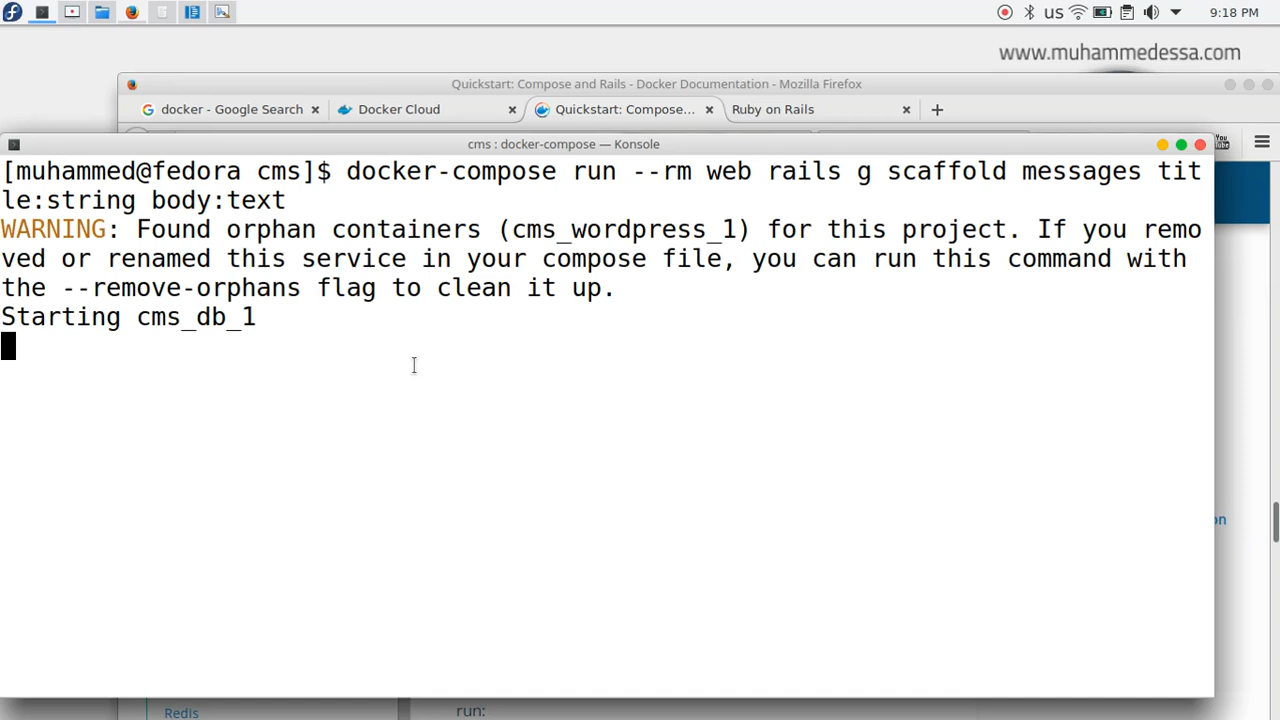 us
9:18 PM
www.muhammedessa.com
Quickstart: Compose and Rails - Docker Documentation - Mozilla Firefox
docker - Google Search
Docker Cloud
Quickstart: Compose...
Ruby on Rails
cms : docker-compose — Konsole
[muhammed@fedora cms]$ docker-compose run --rm web rails g scaffold messages tit
le:string body:text
WARNING: Found orphan containers (cms_wordpress_1) for this project. If you remo
ved or renamed this service in your compose file, you can run this command with
the --remove-orphans flag to clean it up.
Starting cms_db_1
on
Redis
run: